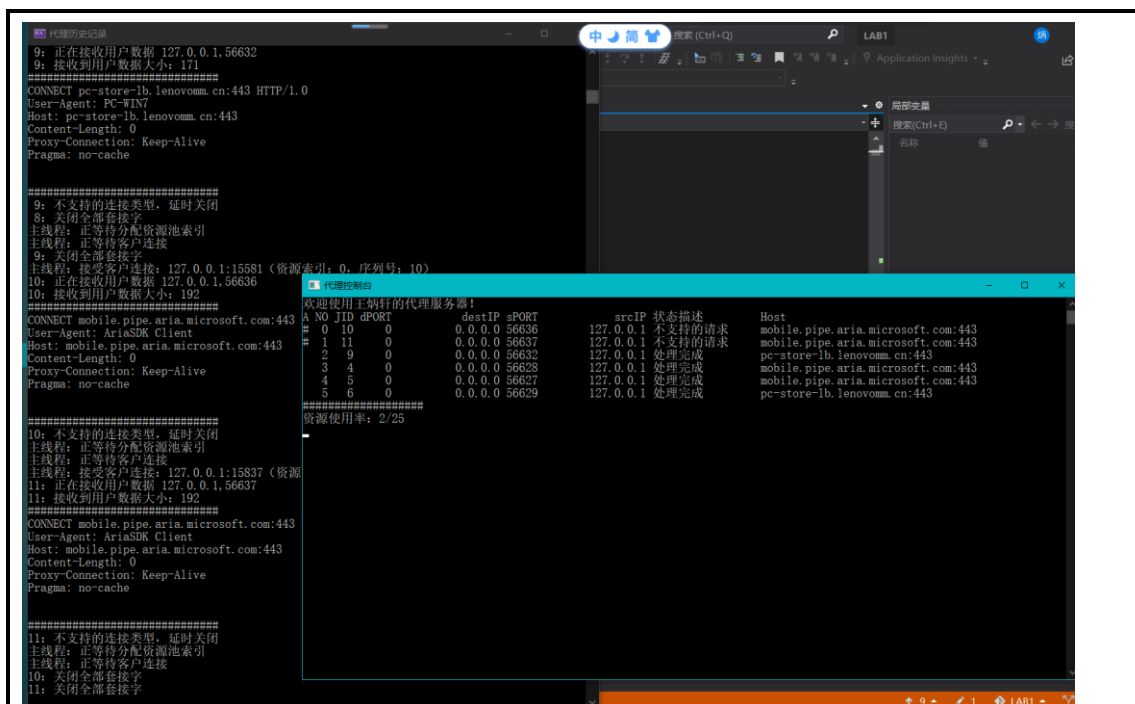 代理历史记录
9: 正在接收用户数据 127.0.0.1,56632
9: 接收到用户数据大小: 171
##############################
CONNECT pc-store-lb.lenovomm.cn:443 HTTP/1.0
User-Agent: PC-WIN7
Host: pc-store-lb.lenovomm.cn:443
Content-Length: 0
Proxy-Connection: Keep-Alive
Pragma: no-cache
##############################
9: 不支持的连接类型，延时关闭
8: 关闭全部套接字
主线程: 正等待分配资源池索引
主线程: 正等待客户连接
9: 关闭全部套接字
主线程: 接受客户连接: 127.0.0.1:15581（资源索引: 0, 序列号: 10）
10: 正在接收用户数据 127.0.0.1,56636
10: 接收到用户数据大小: 192
##############################
CONNECT mobile.pipe.aria.microsoft.com:443
User-Agent: AriaSDK Client
Host: mobile.pipe.aria.microsoft.com:443
Content-Length: 0
Proxy-Connection: Keep-Alive
Pragma: no-cache
##############################
10: 不支持的连接类型，延时关闭
主线程: 正等待分配资源池索引
主线程: 正等待客户连接
主线程: 接受客户连接: 127.0.0.1:15837（资源
11: 正在接收用户数据 127.0.0.1,56637
11: 接收到用户数据大小: 192
##############################
CONNECT mobile.pipe.aria.microsoft.com:443
User-Agent: AriaSDK Client
Host: mobile.pipe.aria.microsoft.com:443
Content-Length: 0
Proxy-Connection: Keep-Alive
Pragma: no-cache
##############################
11: 不支持的连接类型，延时关闭
主线程: 正等待分配资源池索引
主线程: 正等待客户连接
10: 关闭全部套接字
11: 关闭全部套接字
中 简
搜索 (Ctrl+Q)
LAB1
炳
Application Insights
局部变量
搜索(Ctrl+E)
名称 值
代理控制台
欢迎使用王炳轩的代理服务器!
A NO JID dPORT destIP sPORT srcIP 状态描述 Host
# 0 10 0 0.0.0.0 56636 127.0.0.1 不支持的请求 mobile.pipe.aria.microsoft.com:443
# 1 11 0 0.0.0.0 56637 127.0.0.1 不支持的请求 mobile.pipe.aria.microsoft.com:443
2 9 0 0.0.0.0 56632 127.0.0.1 处理完成 pc-store-lb.lenovomm.cn:443
3 4 0 0.0.0.0 56628 127.0.0.1 处理完成 mobile.pipe.aria.microsoft.com:443
4 5 0 0.0.0.0 56627 127.0.0.1 处理完成 mobile.pipe.aria.microsoft.com:443
5 6 0 0.0.0.0 56629 127.0.0.1 处理完成 pc-store-lb.lenovomm.cn:443
###################
资源使用率: 2/25
9 1 LAB1